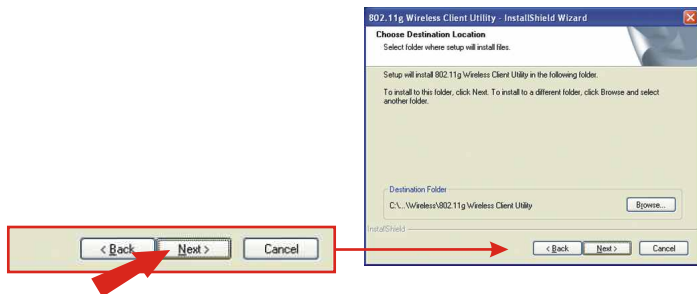 802.11g Wireless Client Utility - InstallShield Wizard
Choose Destination Location
Select folder where setup will install files.
Setup will install 802.11g Wireless Client Utility in the following folder.
To install to this folder, click Next. To install to a different folder, click Browse and select
another folder.
Destination Folder
C:\...\Wireless\802.11g Wireless Client Utility
Browse...
InstallShield
< Back Next > Cancel
< Back Next > Cancel